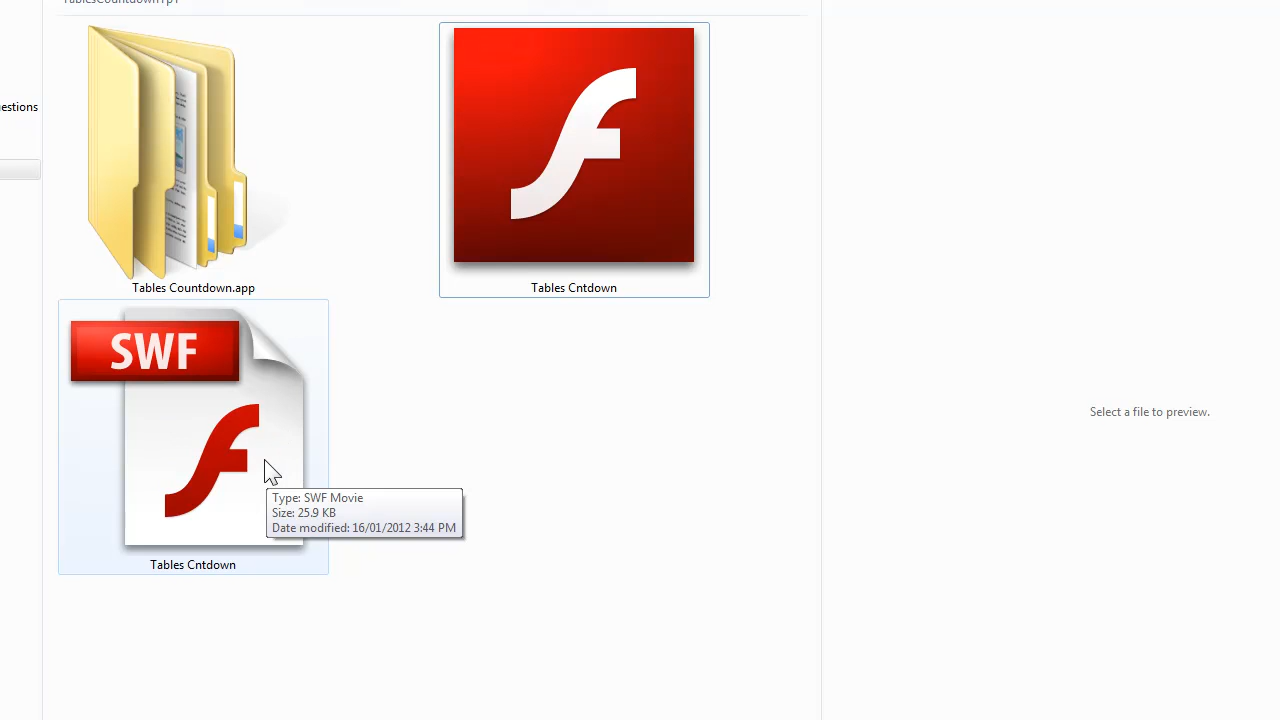 estions
Tables Countdown.app
Tables Cntdown
SWF
Type: SWF Movie
Size: 25.9 KB
Date modified: 16/01/2012 3:44 PM
Tables Cntdown
Select a file to preview.